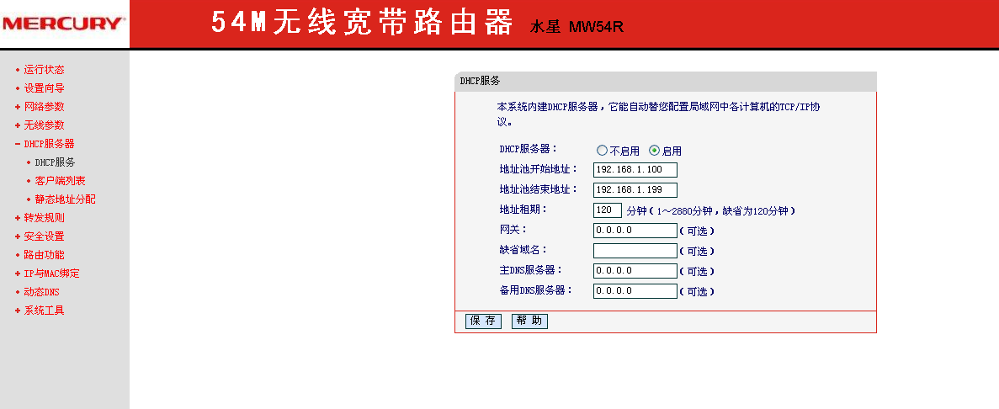 MERCURY
54M无线宽带路由器 水星 MW54R
运行状态
设置向导
网络参数
无线参数
DHCP服务器
DHCP服务
客户端列表
静态地址分配
转发规则
安全设置
路由功能
IP与MAC绑定
动态DNS
系统工具
DHCP服务
本系统内建DHCP服务器，它能自动替您配置局域网中各计算机的TCP/IP协
议。
DHCP服务器： 不启用 启用
地址池开始地址： 192.168.1.100
地址池结束地址： 192.168.1.199
地址租期： 120 分钟（1～2880分钟，缺省为120分钟）
网关： 0.0.0.0 （可选）
缺省域名： （可选）
主DNS服务器： 0.0.0.0 （可选）
备用DNS服务器： 0.0.0.0 （可选）
保 存 帮 助